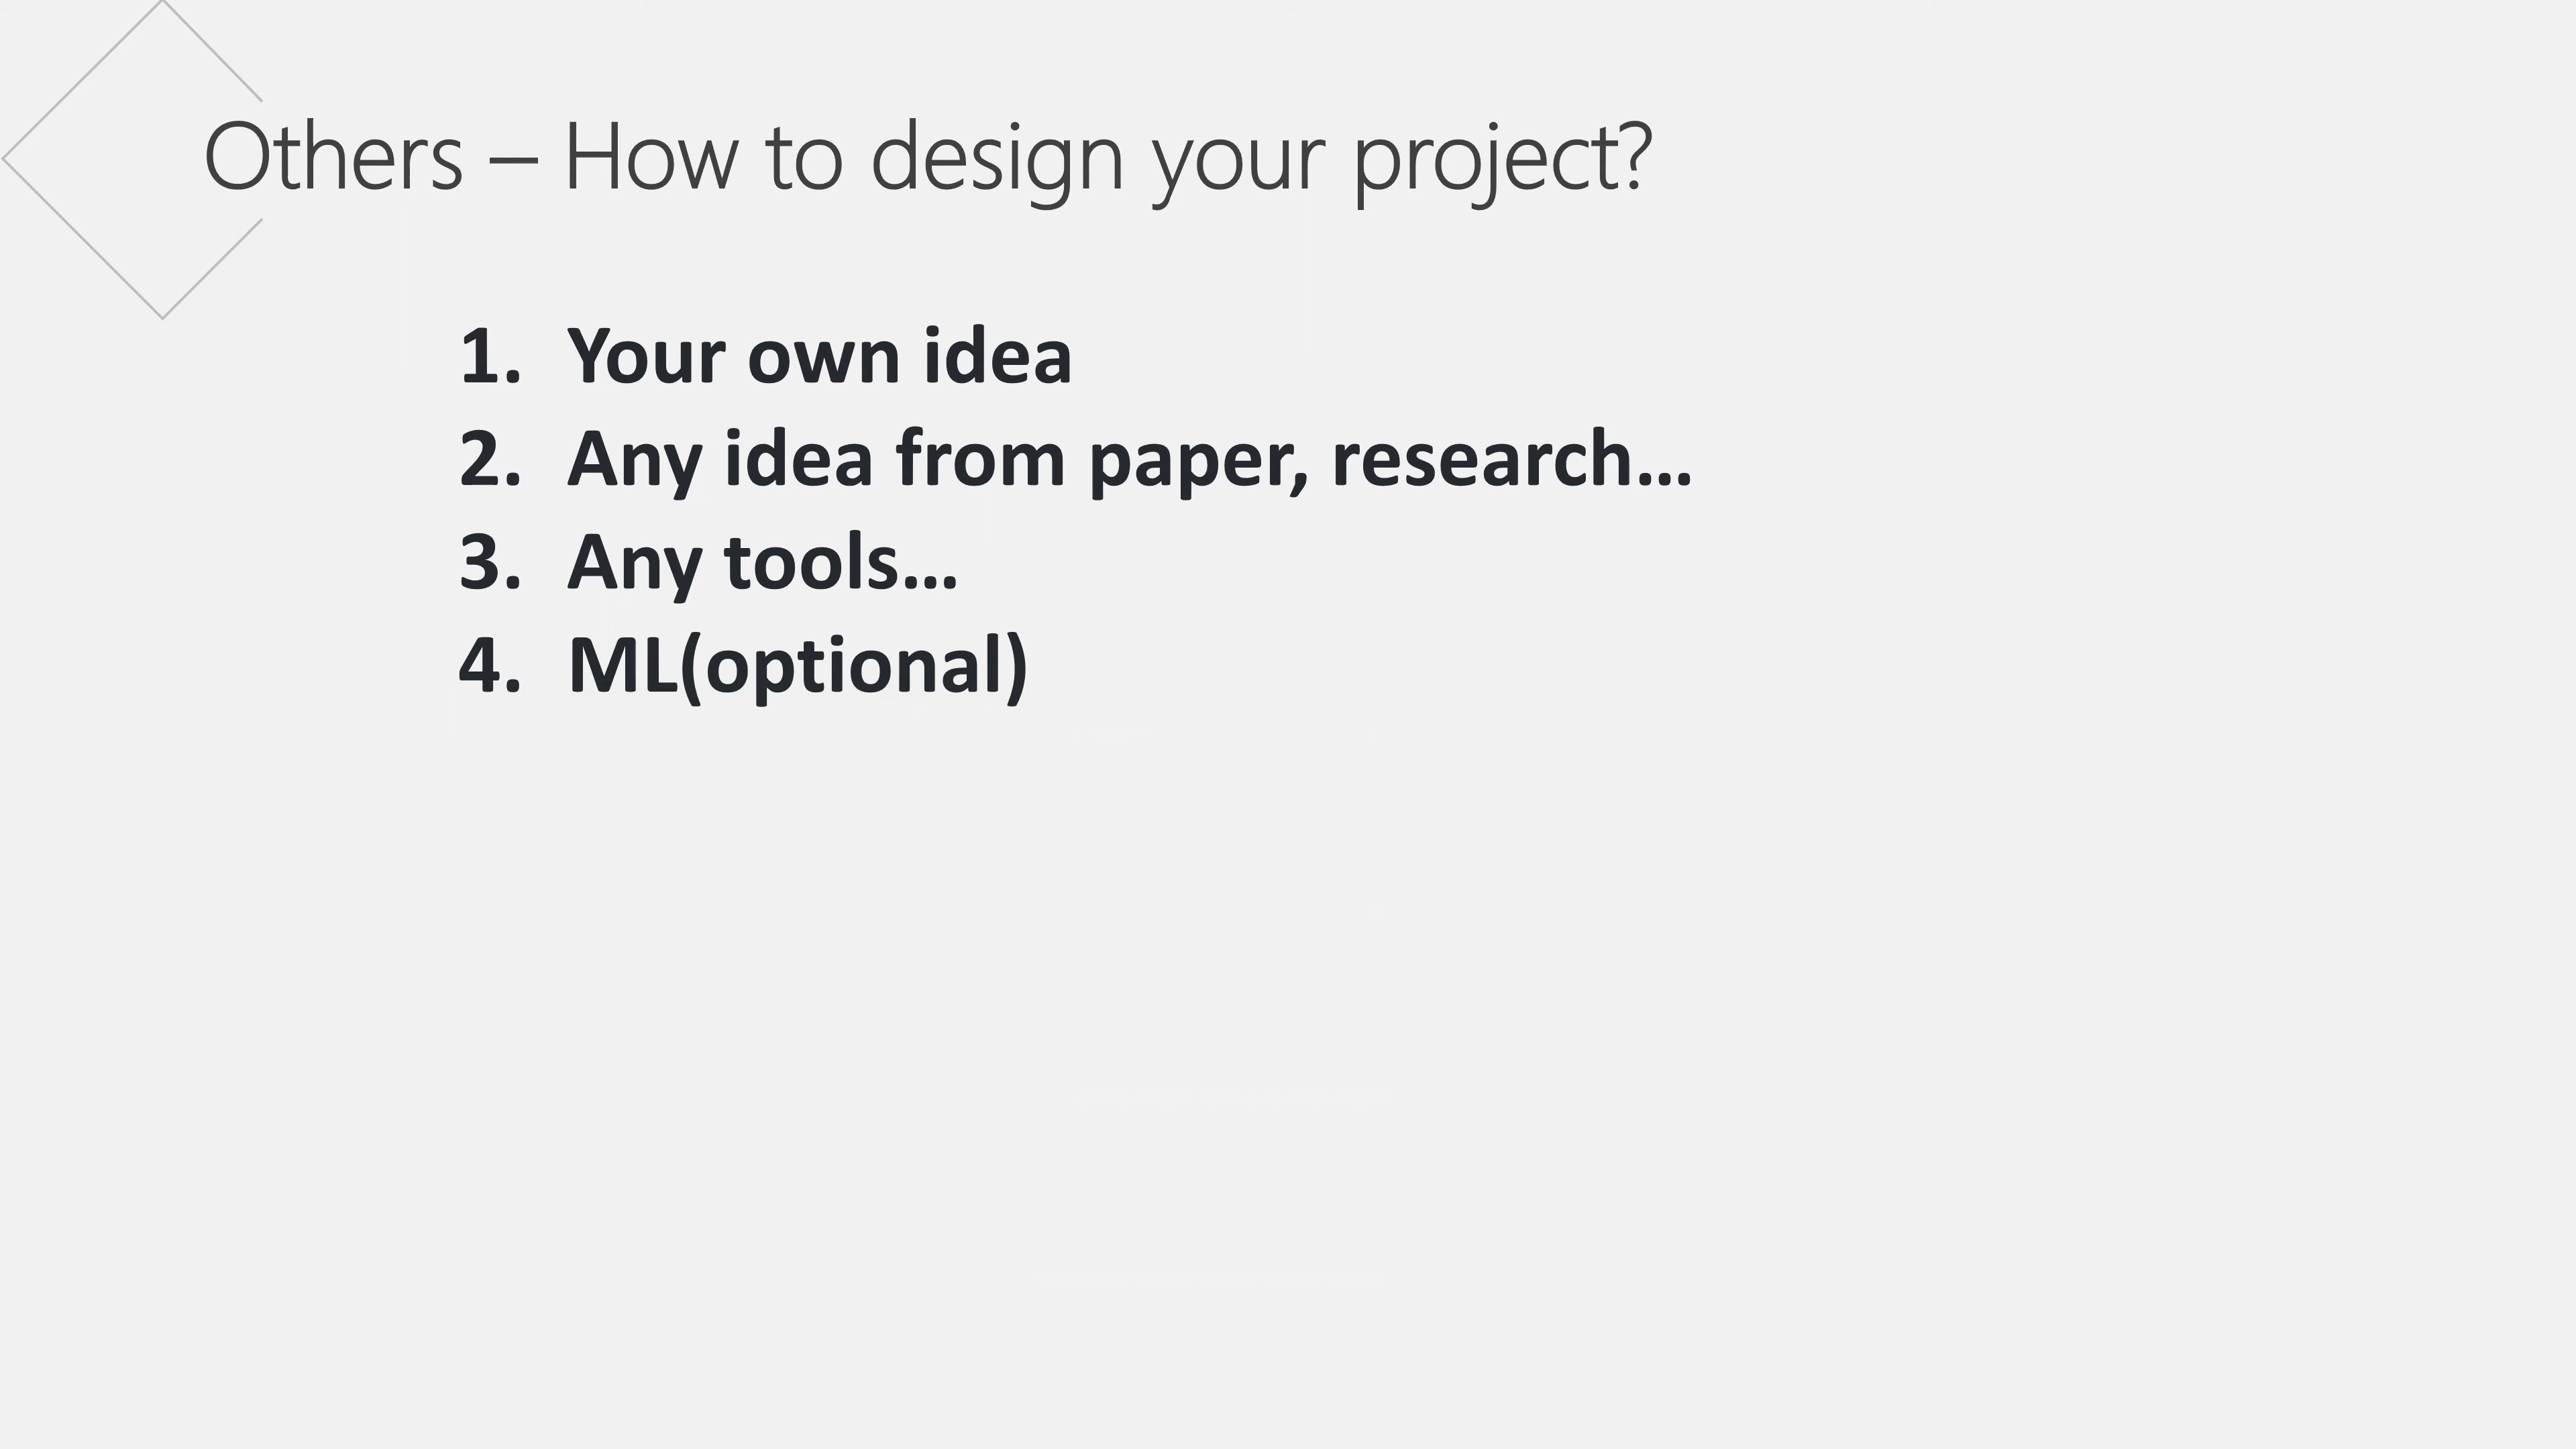 Others – How to design your project?
1. Your own idea
2. Any idea from paper, research…
3. Any tools…
4. ML(optional)